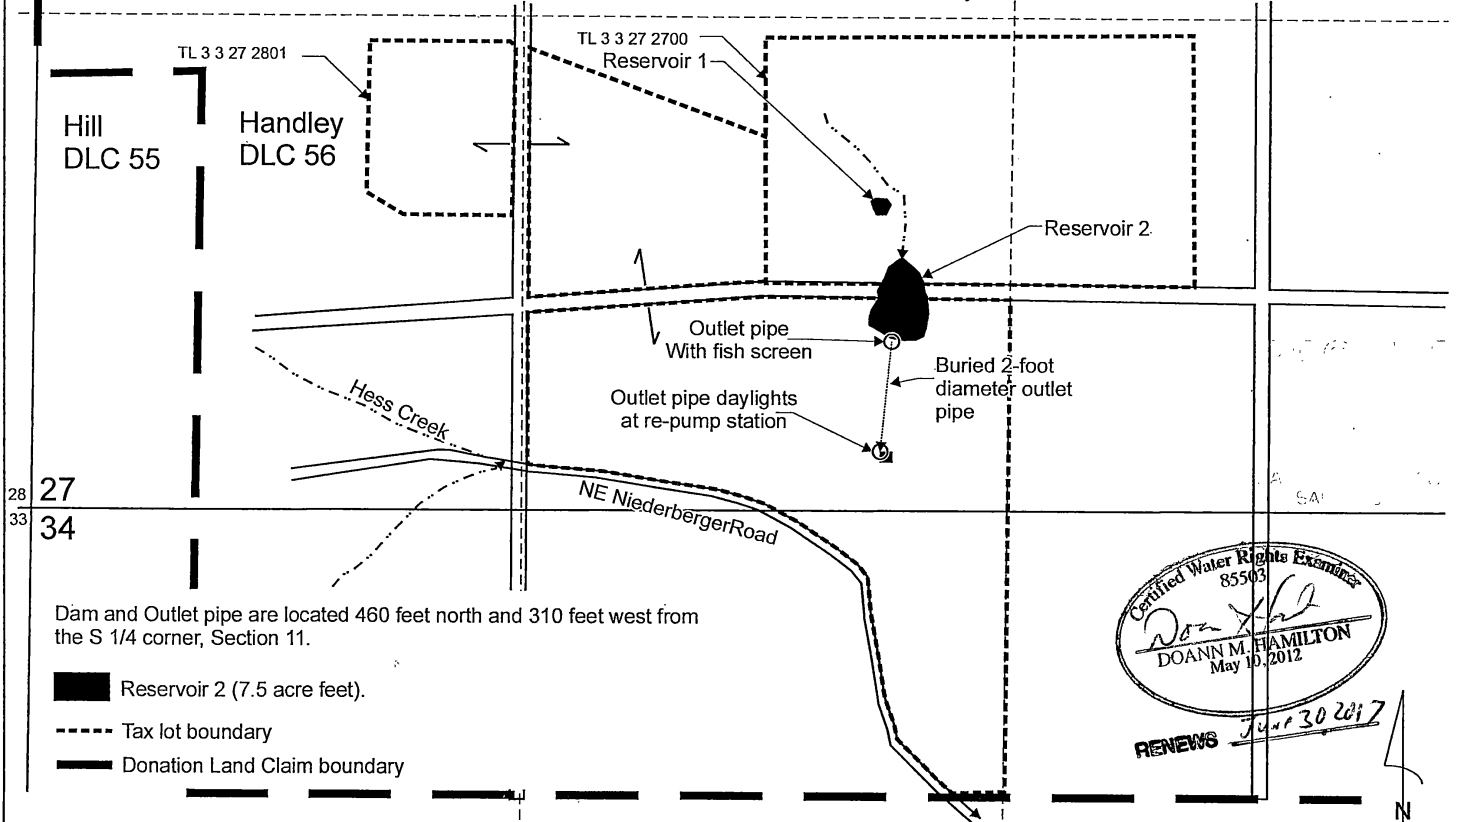 TL 3 3 27 2801
TL 3 3 27 2700
Reservoir 1
Hill
DLC 55
Handley
DLC 56
Reservoir 2
Outlet pipe
With fish screen
Buried 2-foot
diameter outlet
pipe
Outlet pipe daylights
at re-pump station
Hess Creek
28
27
33
34
NE NiederbergerRoad
Certified Water Rights Examiner
85503
DOANN M. HAMILTON
May 10, 2012
RENEWS June 30 2017
Dam and Outlet pipe are located 460 feet north and 310 feet west from
the S 1/4 corner, Section 11.
Reservoir 2 (7.5 acre feet).
Tax lot boundary
Donation Land Claim boundary
N